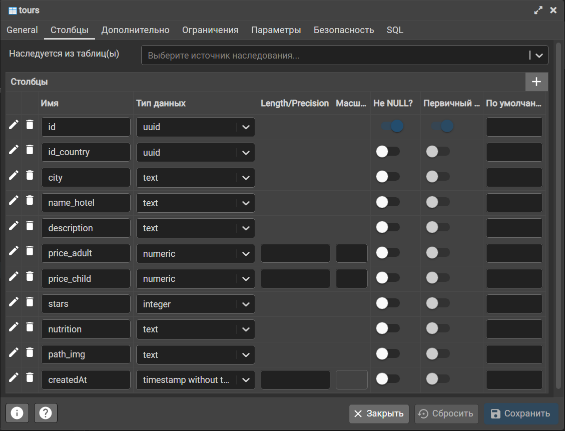 tours
General Столбцы Дополнительно Ограничения Параметры Безопасность SQL
Наследуется из таблиц(ы) Выберите источник наследования...
Столбцы
Имя Тип данных Length/Precision Масш... Не NULL? Первичный ... По умолчан...
id uuid
id_country uuid
city text
name_hotel text
description text
price_adult numeric
price_child numeric
stars integer
nutrition text
path_img text
createdAt timestamp without t...
Закрыть Сбросить Сохранить